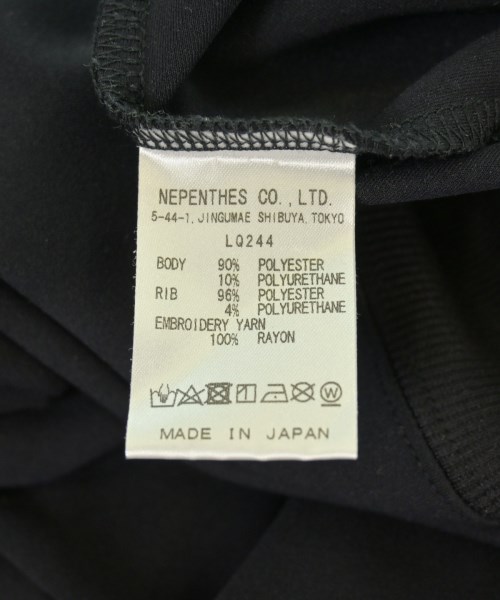 NEPENTHES CO., LTD.
5-44-1, JINGUMAE SHIBUYA, TOKYO
LQ244
BODY 90% POLYESTER
10% POLYURETHANE
RIB 96% POLYESTER
4% POLYURETHANE
EMBROIDERY YARN
100% RAYON
W
MADE IN JAPAN